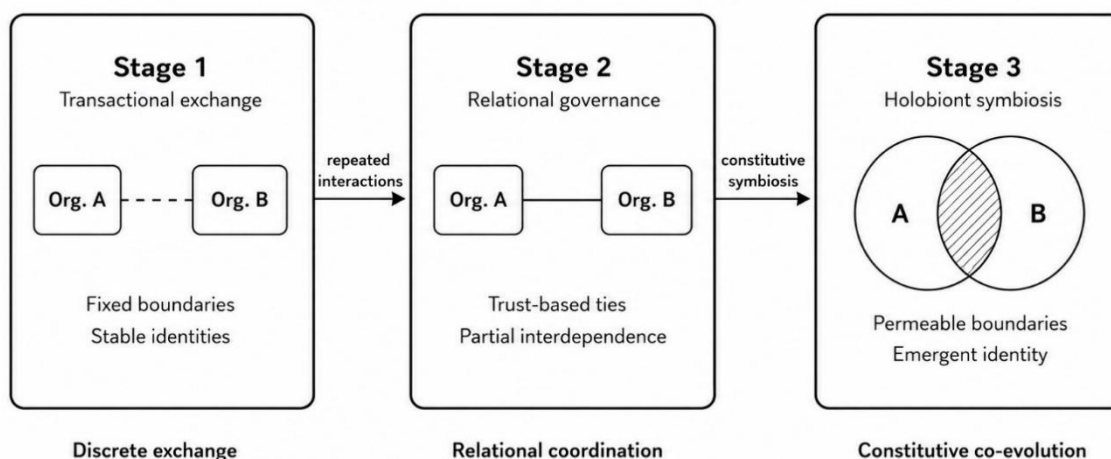 Stage 1
Transactional exchange
Org. A
Org. B
Fixed boundaries
Stable identities
Discrete exchange
repeated
interactions
Stage 2
Relational governance
Org. A
Org. B
Trust-based ties
Partial interdependence
Relational coordination
constitutive
symbiosis
Stage 3
Holobiont symbiosis
A
B
Permeable boundaries
Emergent identity
Constitutive co-evolution